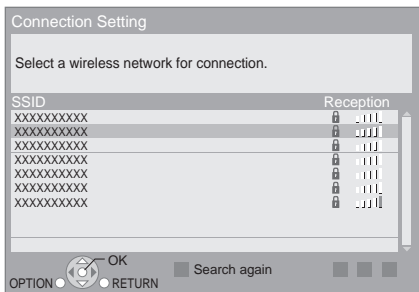 Connection Setting
Select a wireless network for connection.
SSID Reception
XXXXXXXXXX
XXXXXXXXXX
XXXXXXXXXX
XXXXXXXXXX
XXXXXXXXXX
XXXXXXXXXX
XXXXXXXXXX
OK
Search again
OPTION RETURN